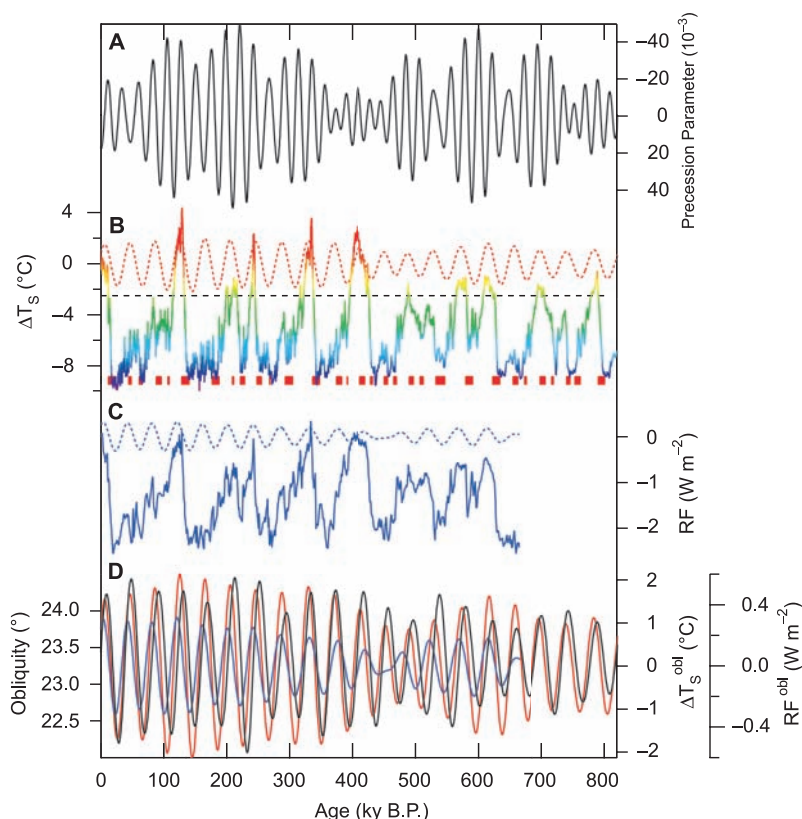 A
−40
−20
0
20
40
Precession Parameter (10⁻³)
B
4
0
−4
−8
ΔT_S (°C)
C
0
−1
−2
RF (W m⁻²)
D
24.0
23.5
23.0
22.5
Obliquity (°)
2
1
0
−1
−2
ΔT_S^obl (°C)
0.4
0.0
−0.4
RF^obl (W m⁻²)
0 100 200 300 400 500 600 700 800
Age (ky B.P.)